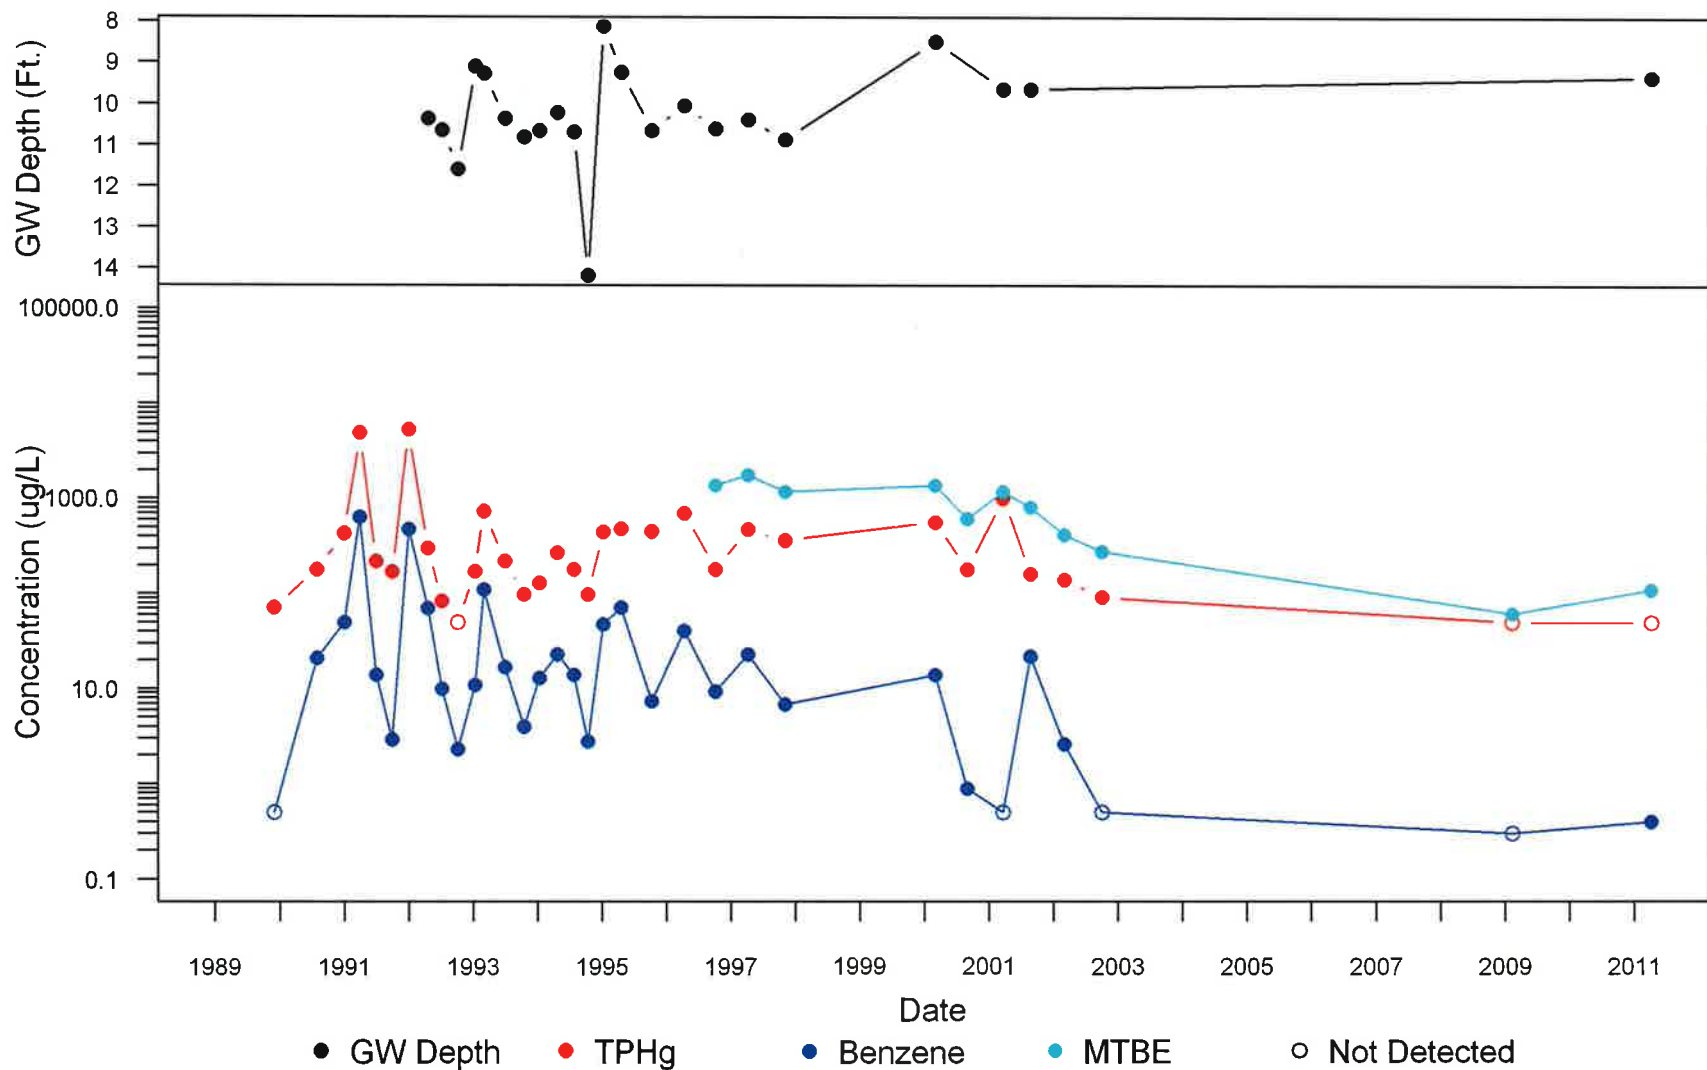 GW Depth (Ft.)
8
9
10
11
12
13
14
Concentration (ug/L)
100000.0
1000.0
10.0
0.1
1989 1991 1993 1995 1997 1999 2001 2003 2005 2007 2009 2011
Date
GW Depth TPHg Benzene MTBE Not Detected